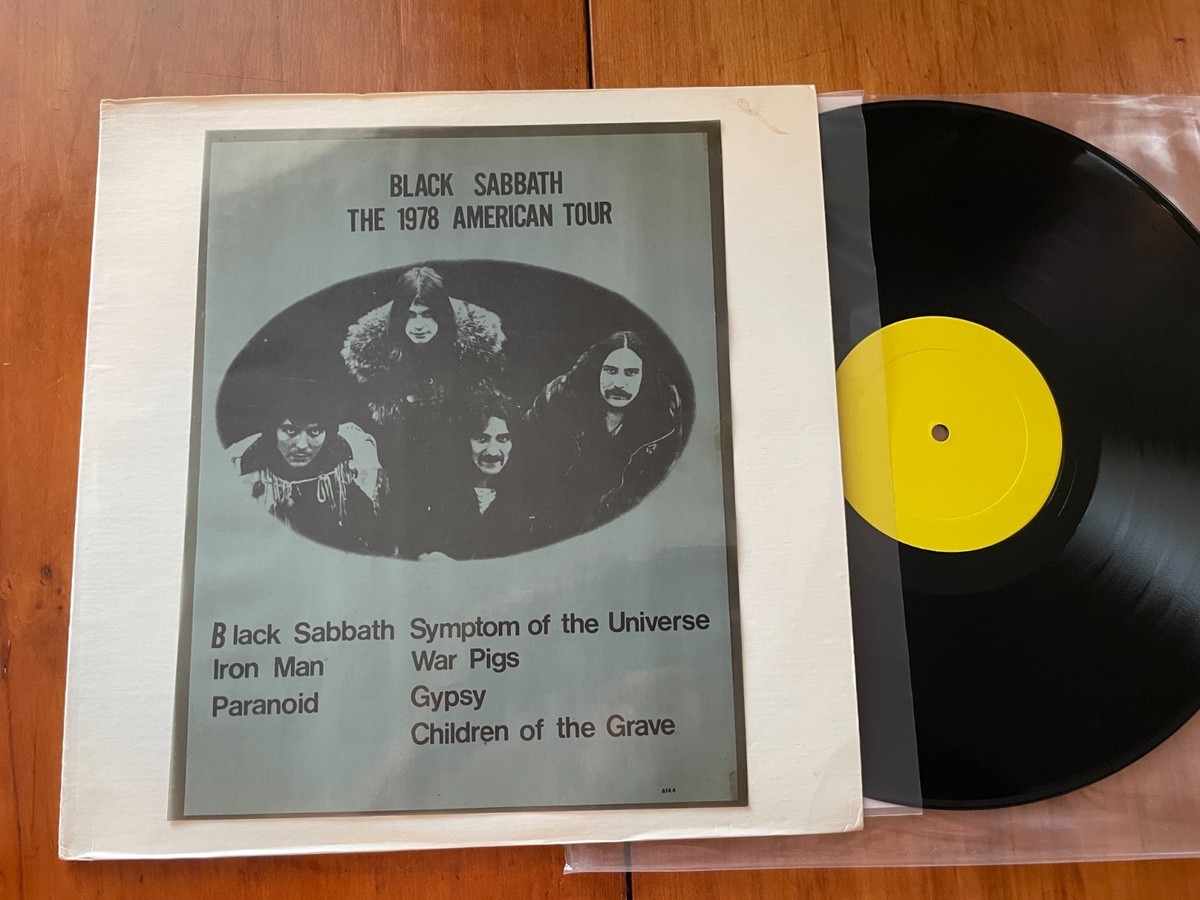 BLACK SABBATH
THE 1978 AMERICAN TOUR
Black Sabbath
Iron Man
Paranoid
Symptom of the Universe
War Pigs
Gypsy
Children of the Grave
6144